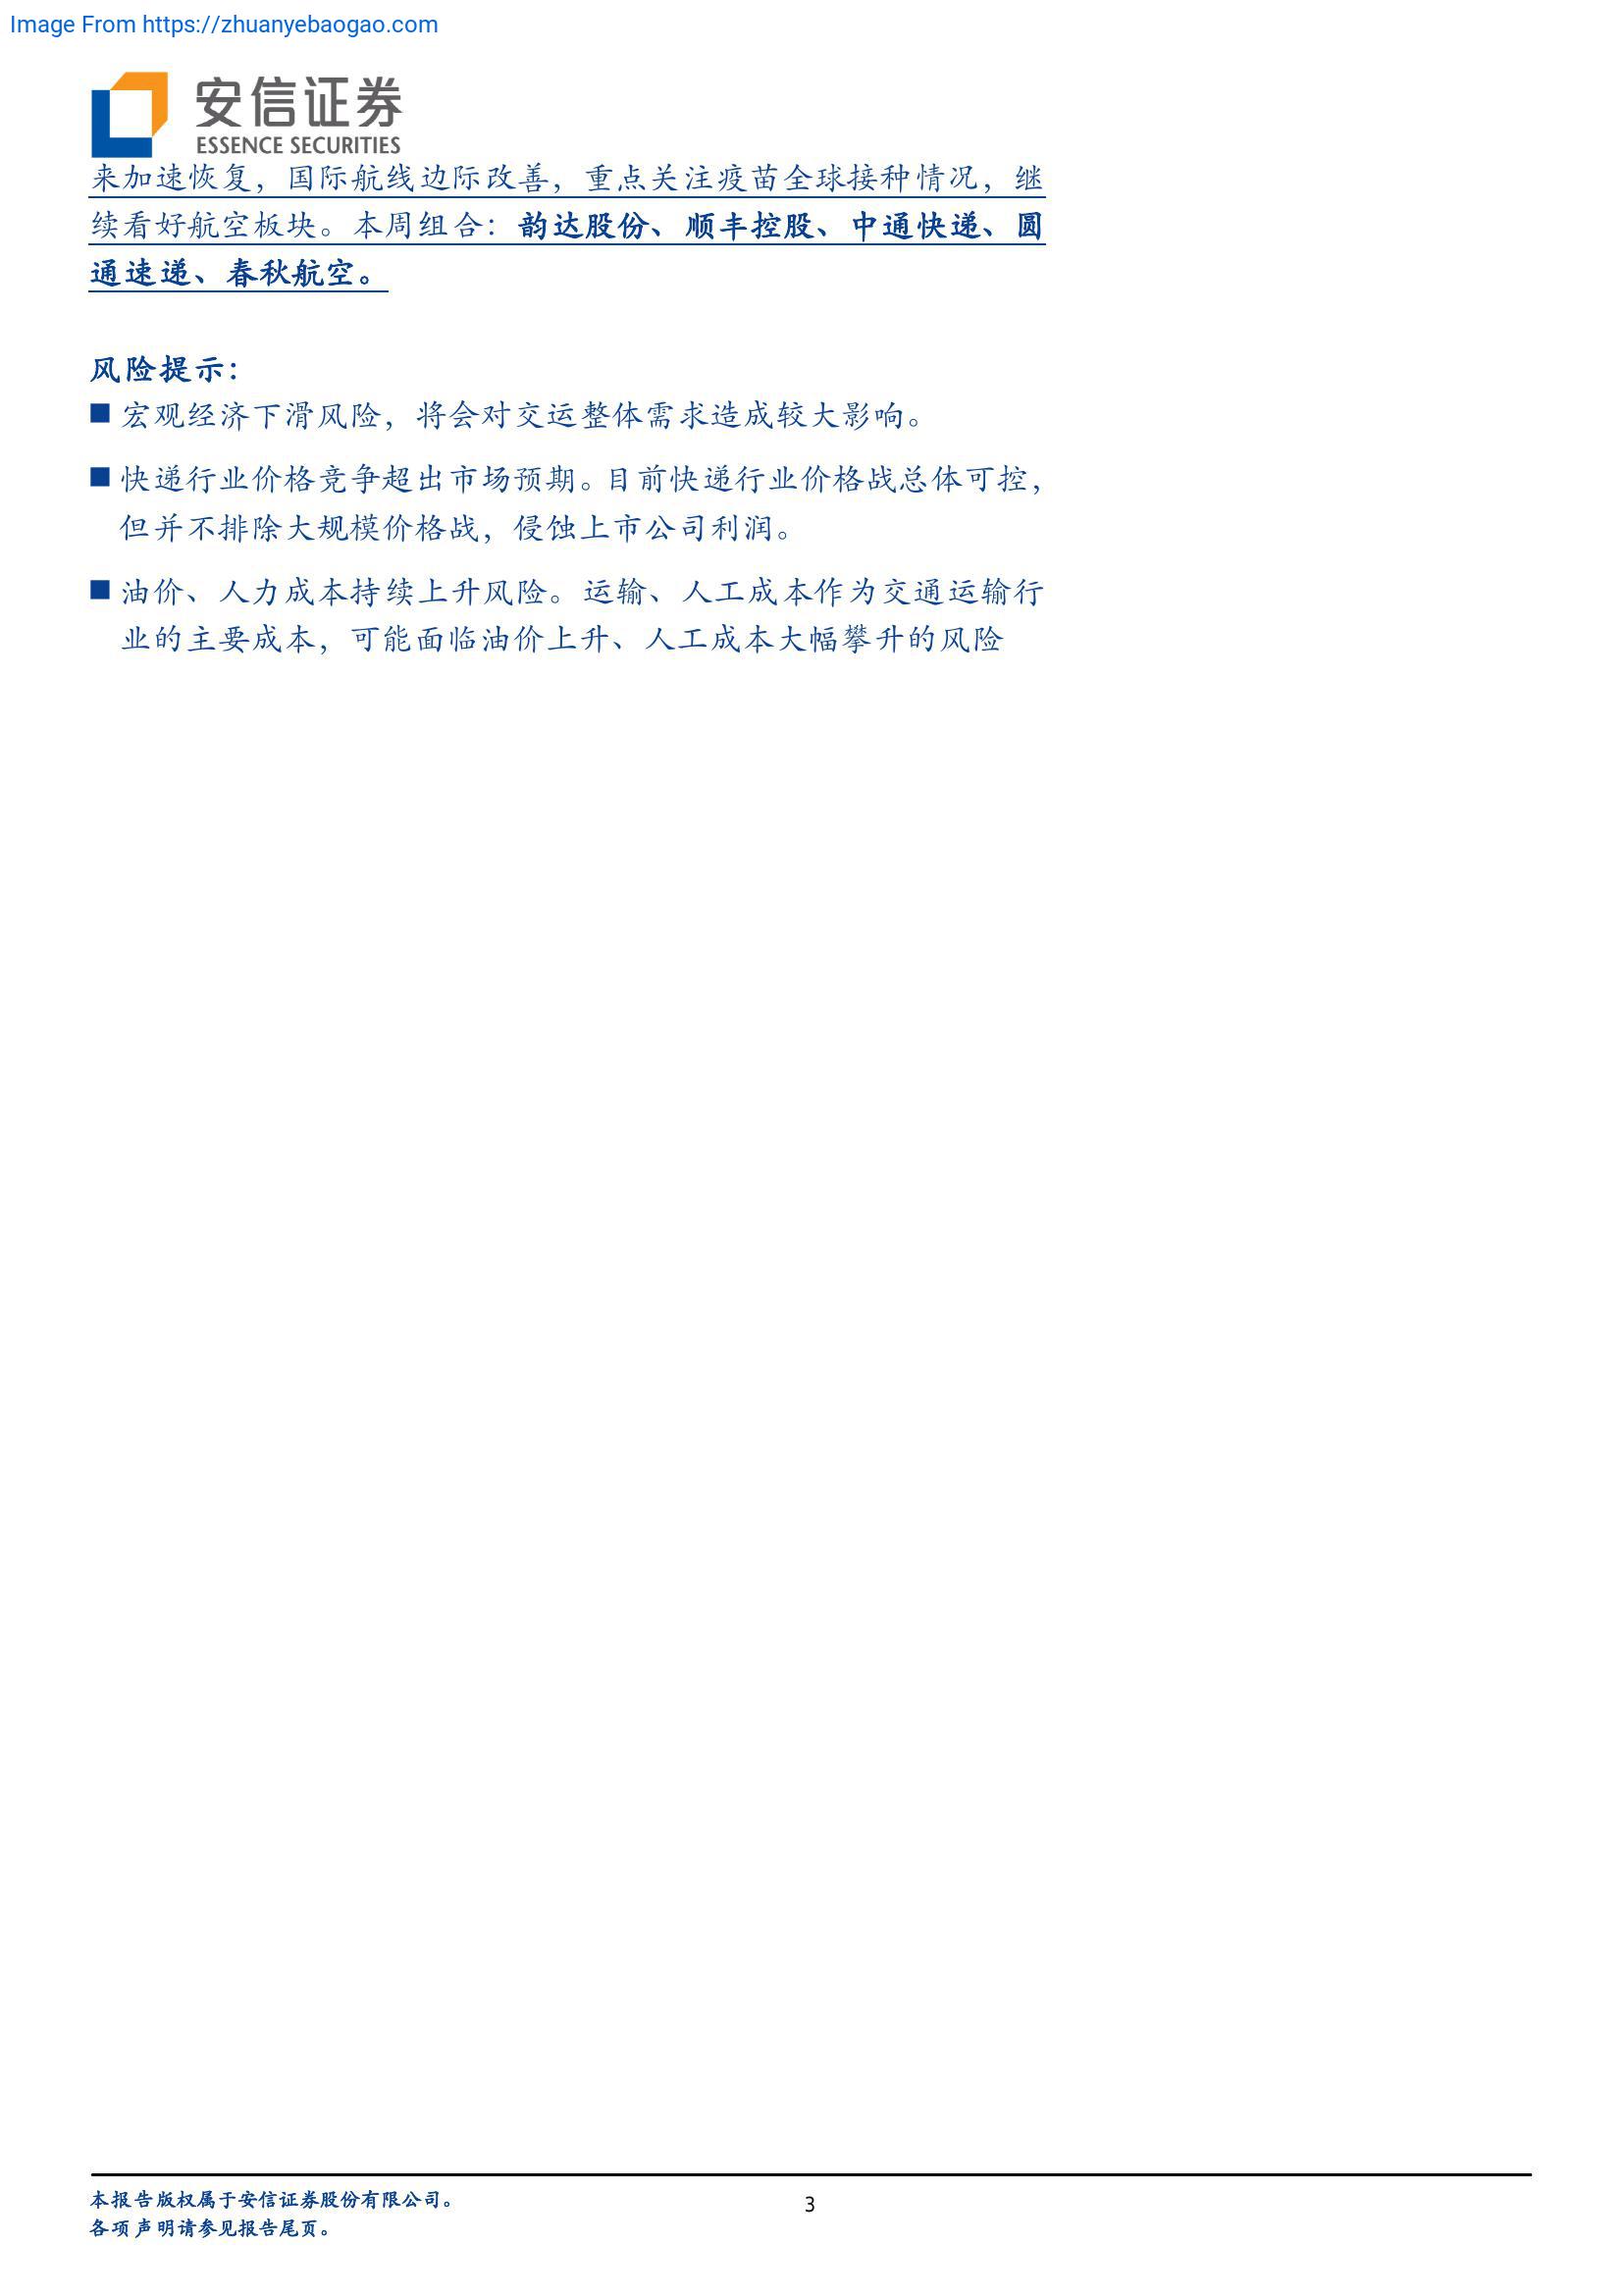 Image From https://zhuanyebaogao.com
安信证券
ESSENCE SECURITIES
来加速恢复，国际航线边际改善，重点关注疫苗全球接种情况，继
续看好航空板块。本周组合：韵达股份、顺丰控股、中通快递、圆
通速递、春秋航空。
风险提示：
■ 宏观经济下滑风险，将会对交运整体需求造成较大影响。
■ 快递行业价格竞争超出市场预期。目前快递行业价格战总体可控，
但并不排除大规模价格战，侵蚀上市公司利润。
■ 油价、人力成本持续上升风险。运输、人工成本作为交通运输行
业的主要成本，可能面临油价上升、人工成本大幅攀升的风险
本报告版权属于安信证券股份有限公司。
各项声明请参见报告尾页。
3